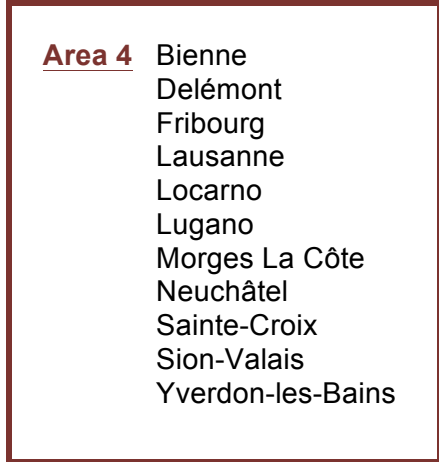 Area 4 Bienne
Delémont
Fribourg
Lausanne
Locarno
Lugano
Morges La Côte
Neuchâtel
Sainte-Croix
Sion-Valais
Yverdon-les-Bains